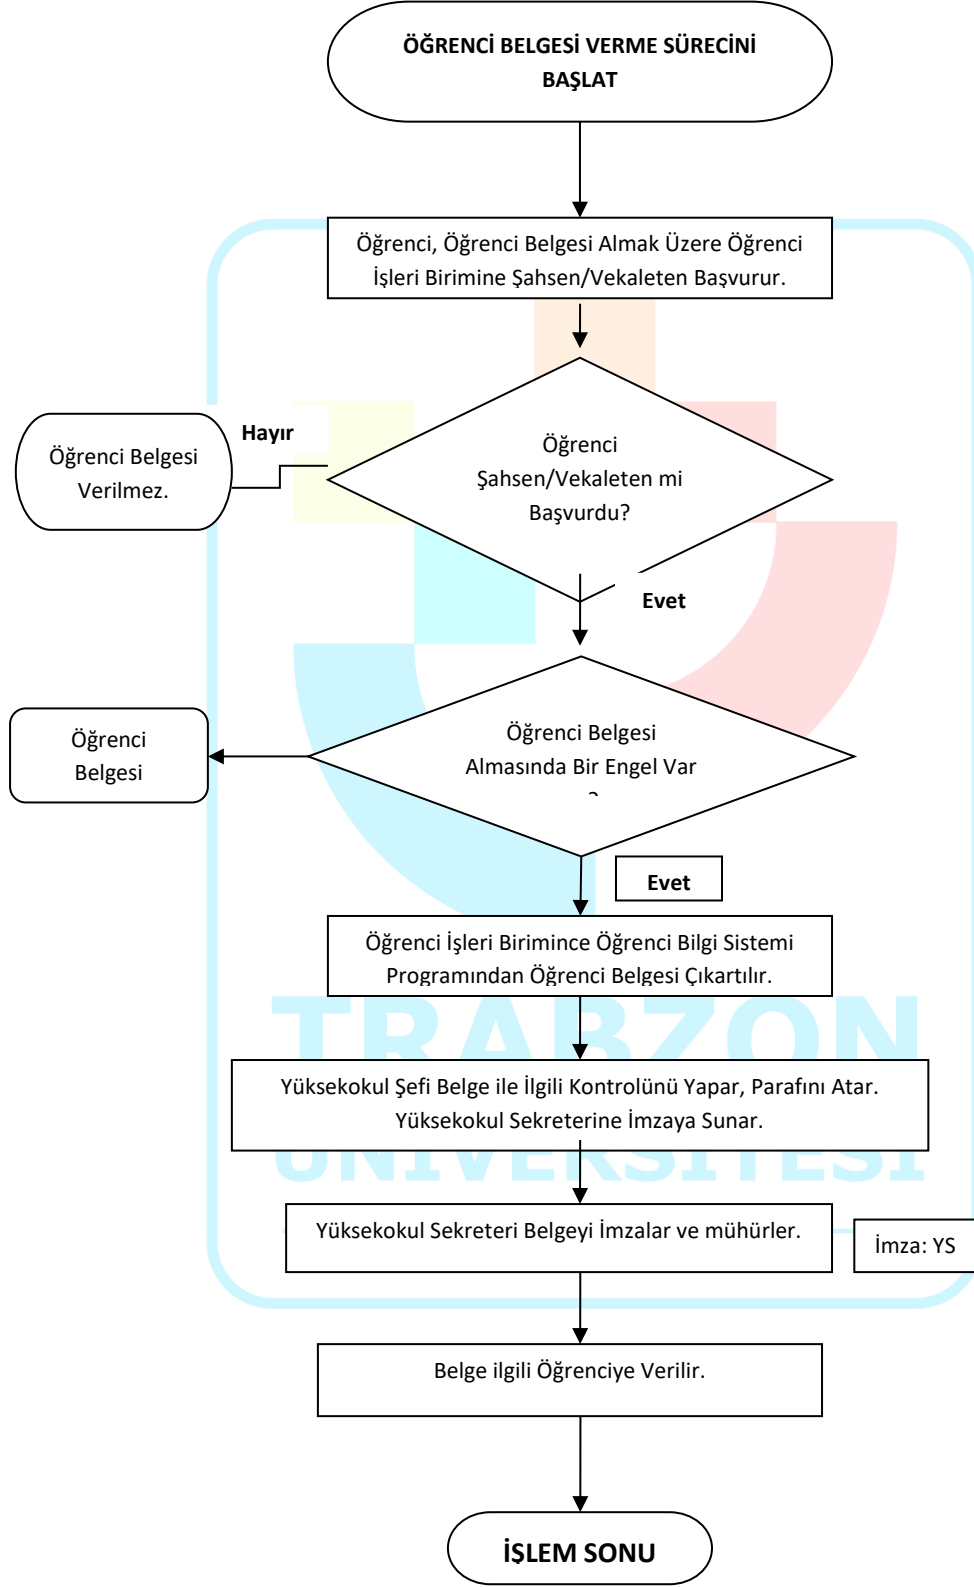 ÖĞRENCİ BELGESİ VERME SÜRECİNİ
BAŞLAT
Öğrenci, Öğrenci Belgesi Almak Üzere Öğrenci
İşleri Birimine Şahsen/Vekaleten Başvurur.
Hayır
Öğrenci Belgesi
Verilmez.
Öğrenci
Şahsen/Vekaleten mi
Başvurdu?
Evet
Öğrenci
Belgesi
Öğrenci Belgesi
Almasında Bir Engel Var
Evet
Öğrenci İşleri Birimince Öğrenci Bilgi Sistemi
Programından Öğrenci Belgesi Çıkartılır.
TRABZON
Yüksekokul Şefi Belge ile İlgili Kontrolünü Yapar, Parafını Atar.
Yüksekokul Sekreterine İmzaya Sunar.
ÜNİVERSİTESİ
Yüksekokul Sekreteri Belgeyi İmzalar ve mühürler.
İmza: YS
Belge ilgili Öğrenciye Verilir.
İŞLEM SONU